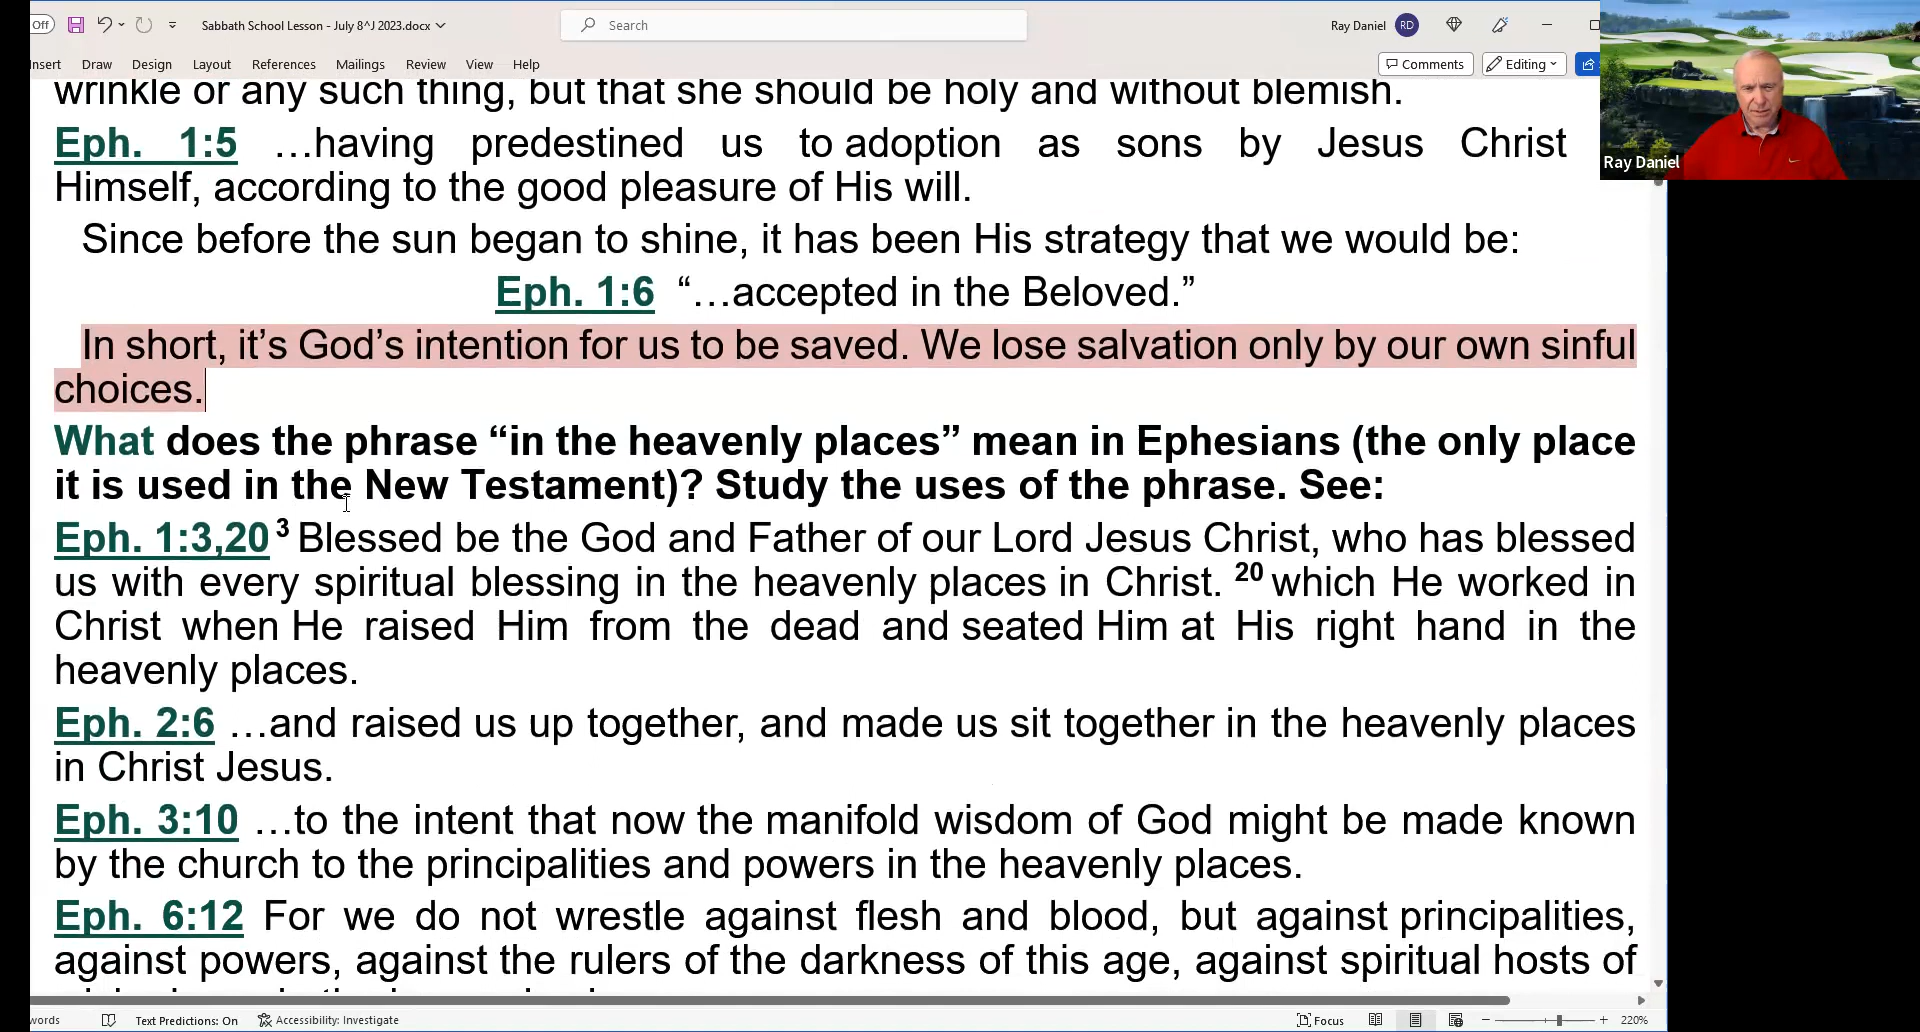 Off
Sabbath School Lesson - July 8^J 2023.docx
Search
Ray Daniel
RD
Insert Draw Design Layout References Mailings Review View Help
Comments
Editing
Ray Daniel
wrinkle or any such thing, but that she should be holy and without blemish.
Eph. 1:5 …having predestined us to adoption as sons by Jesus Christ
Himself, according to the good pleasure of His will.
Since before the sun began to shine, it has been His strategy that we would be:
Eph. 1:6 “…accepted in the Beloved.”
In short, it’s God’s intention for us to be saved. We lose salvation only by our own sinful
choices.
What does the phrase “in the heavenly places” mean in Ephesians (the only place
it is used in the New Testament)? Study the uses of the phrase. See:
Eph. 1:3,20 3 Blessed be the God and Father of our Lord Jesus Christ, who has blessed
us with every spiritual blessing in the heavenly places in Christ. 20 which He worked in
Christ when He raised Him from the dead and seated Him at His right hand in the
heavenly places.
Eph. 2:6 …and raised us up together, and made us sit together in the heavenly places
in Christ Jesus.
Eph. 3:10 …to the intent that now the manifold wisdom of God might be made known
by the church to the principalities and powers in the heavenly places.
Eph. 6:12 For we do not wrestle against flesh and blood, but against principalities,
against powers, against the rulers of the darkness of this age, against spiritual hosts of
words Text Predictions: On Accessibility: Investigate Focus 220%